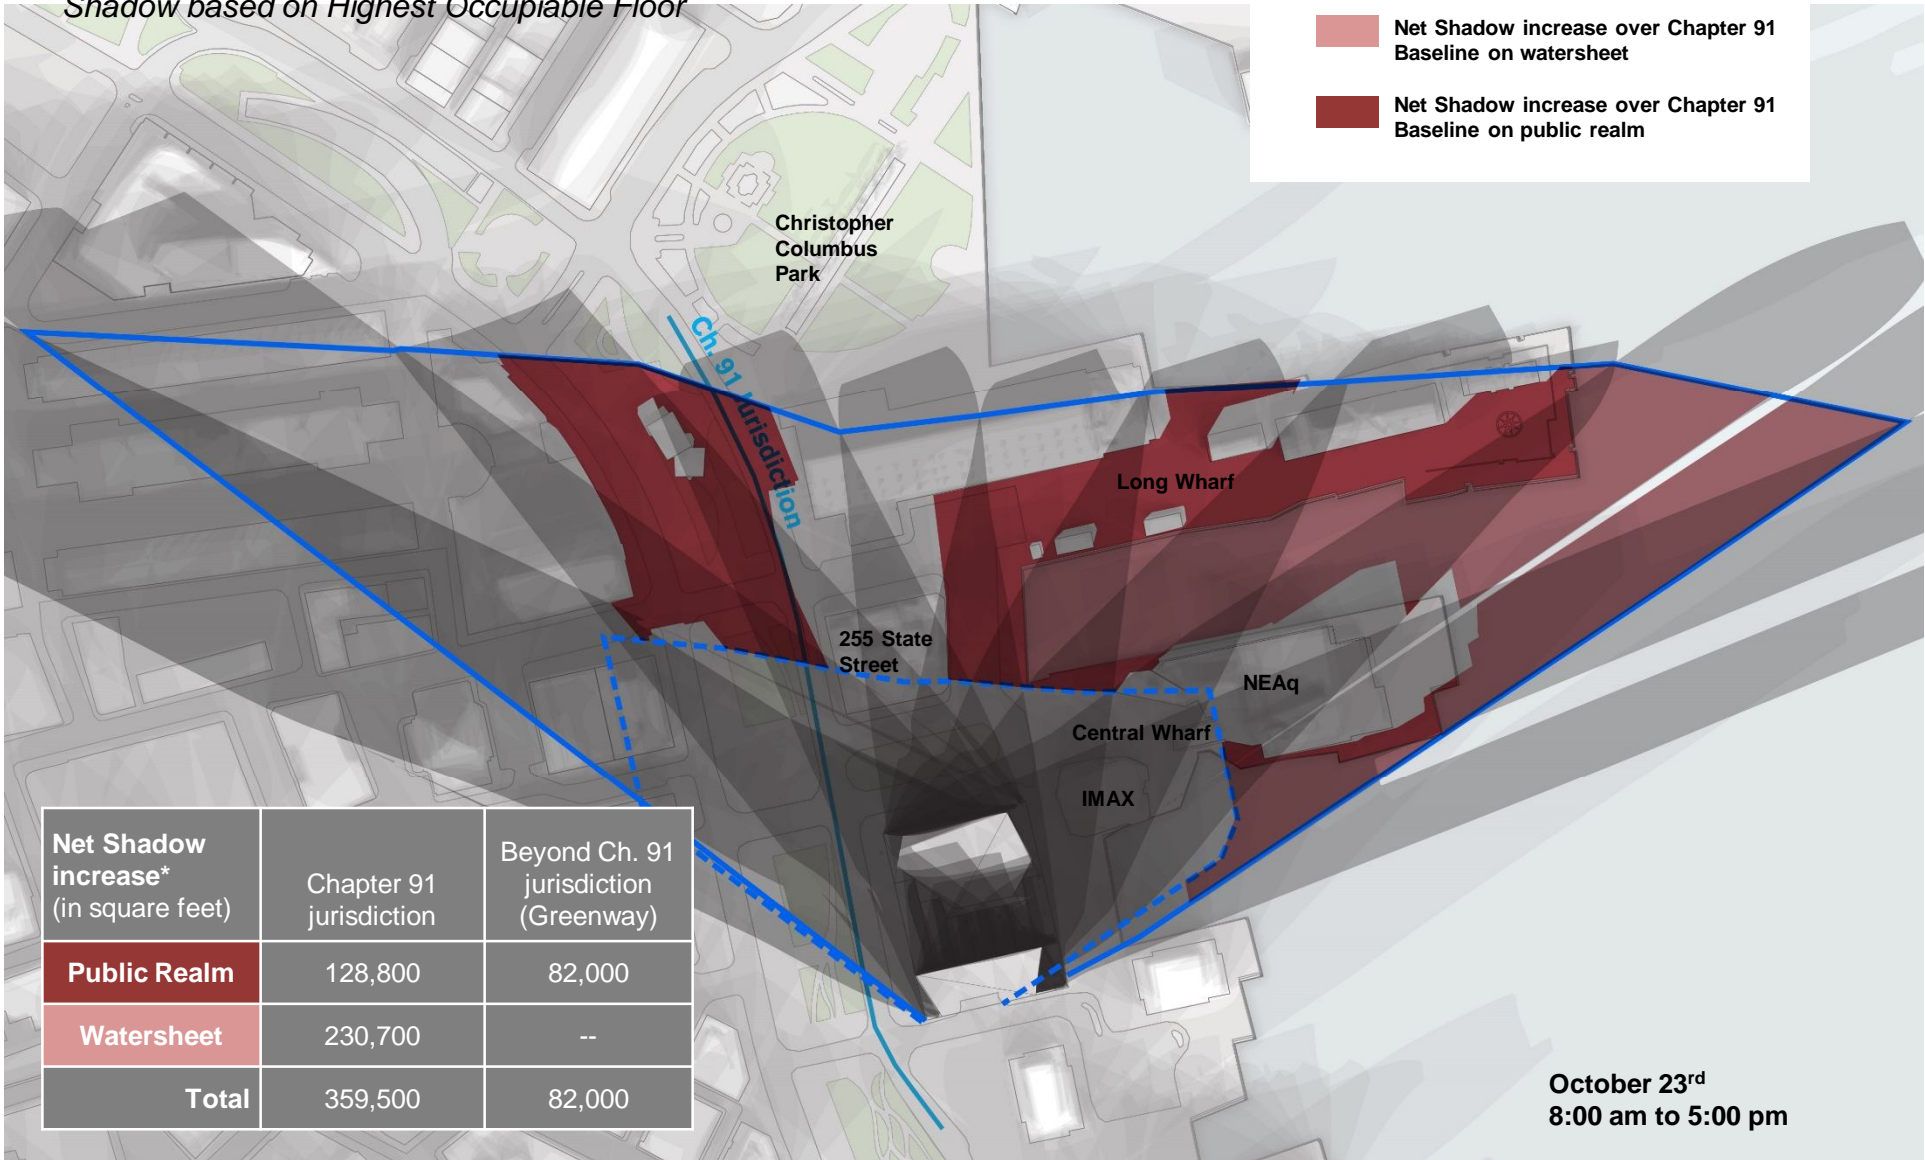 Shadow based on Highest Occupiable Floor
Net Shadow increase over Chapter 91
Baseline on watersheet
Net Shadow increase over Chapter 91
Baseline on public realm
Christopher
Columbus
Park
Ch. 91 Jurisdiction
Long Wharf
255 State
Street
NEAq
Central Wharf
IMAX
Net Shadow
increase*
(in square feet)
Chapter 91
jurisdiction
Beyond Ch. 91
jurisdiction
(Greenway)
Public Realm 128,800 82,000
Watersheet 230,700 --
Total 359,500 82,000
October 23rd
8:00 am to 5:00 pm